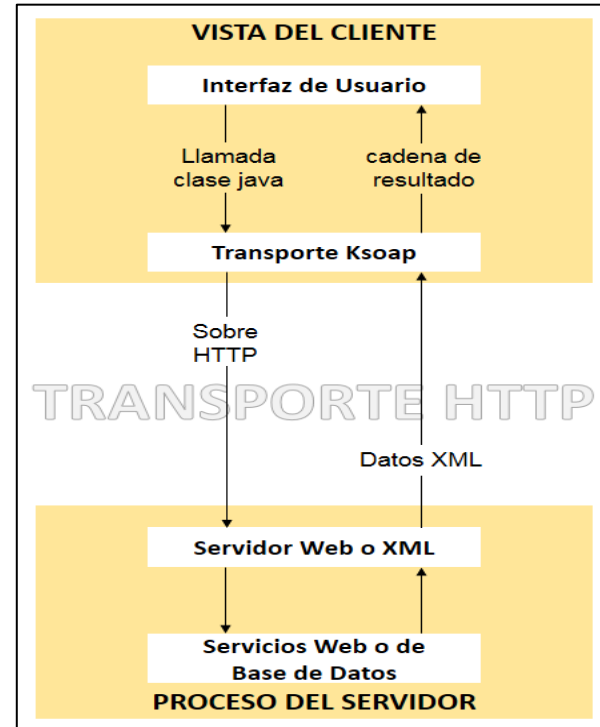 VISTA DEL CLIENTE
Interfaz de Usuario
Llamada
clase java
cadena de
resultado
Transporte Ksoap
Sobre
HTTP
TRANSPORTE HTTP
Datos XML
Servidor Web o XML
Servicios Web o de
Base de Datos
PROCESO DEL SERVIDOR